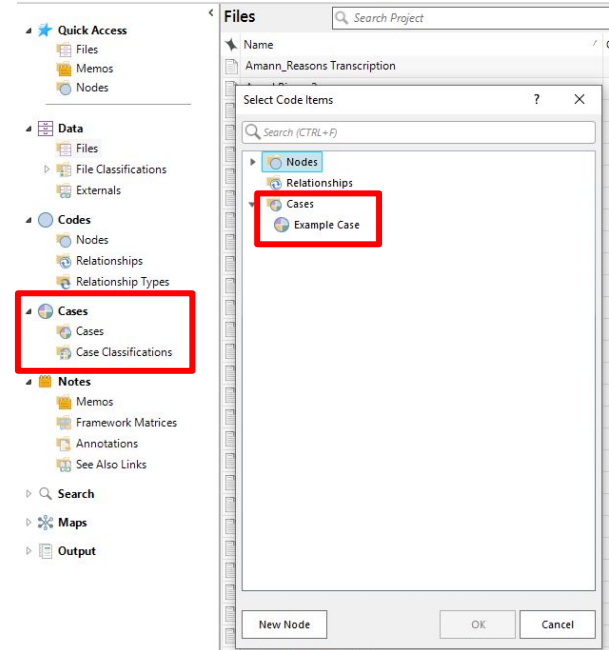 Quick Access
Files
Memos
Nodes
Data
Files
File Classifications
Externals
Codes
Nodes
Relationships
Relationship Types
Cases
Cases
Case Classifications
Notes
Memos
Framework Matrices
Annotations
See Also Links
Search
Maps
Output
Files
Search Project
Name
Amann_Reasons Transcription
Select Code Items
?
Search (CTRL+F)
Nodes
Relationships
Cases
Example Case
New Node
OK
Cancel